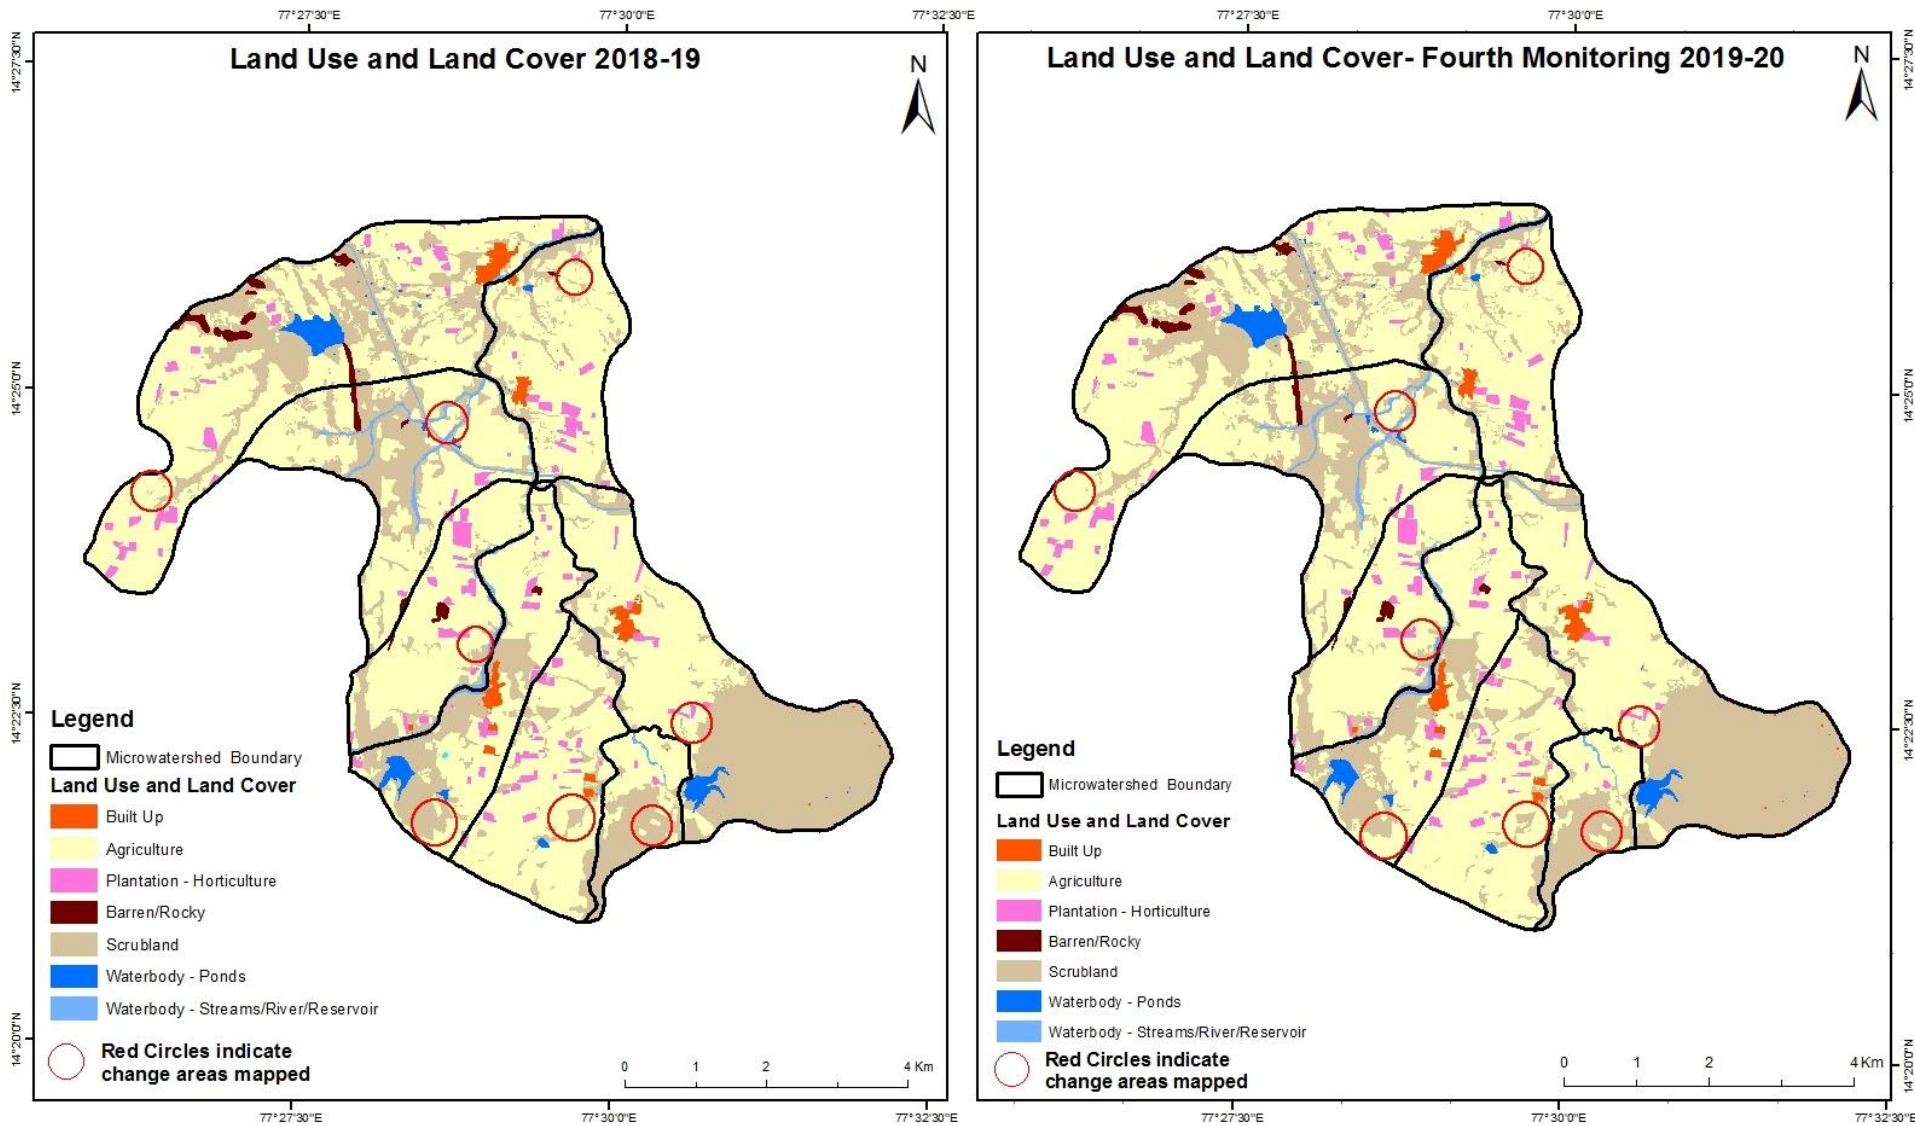 77°27'30"E
77°30'0"E
77°32'30"E
77°27'30"E
77°30'0"E
14°27'30"N
Land Use and Land Cover 2018-19
N
14°25'0"N
14°22'30"N
14°20'0"N
Legend
Microwatershed Boundary
Land Use and Land Cover
Built Up
Agriculture
Plantation - Horticulture
Barren/Rocky
Scrubland
Waterbody - Ponds
Waterbody - Streams/River/Reservoir
Red Circles indicate
change areas mapped
0 1 2 4 Km
77°27'30"E
77°30'0"E
77°32'30"E
Land Use and Land Cover- Fourth Monitoring 2019-20
N
14°27'30"N
14°25'0"N
14°22'30"N
14°20'0"N
Legend
Microwatershed Boundary
Land Use and Land Cover
Built Up
Agriculture
Plantation - Horticulture
Barren/Rocky
Scrubland
Waterbody - Ponds
Waterbody - Streams/River/Reservoir
Red Circles indicate
change areas mapped
0 1 2 4 Km
77°27'30"E
77°30'0"E
77°32'30"E